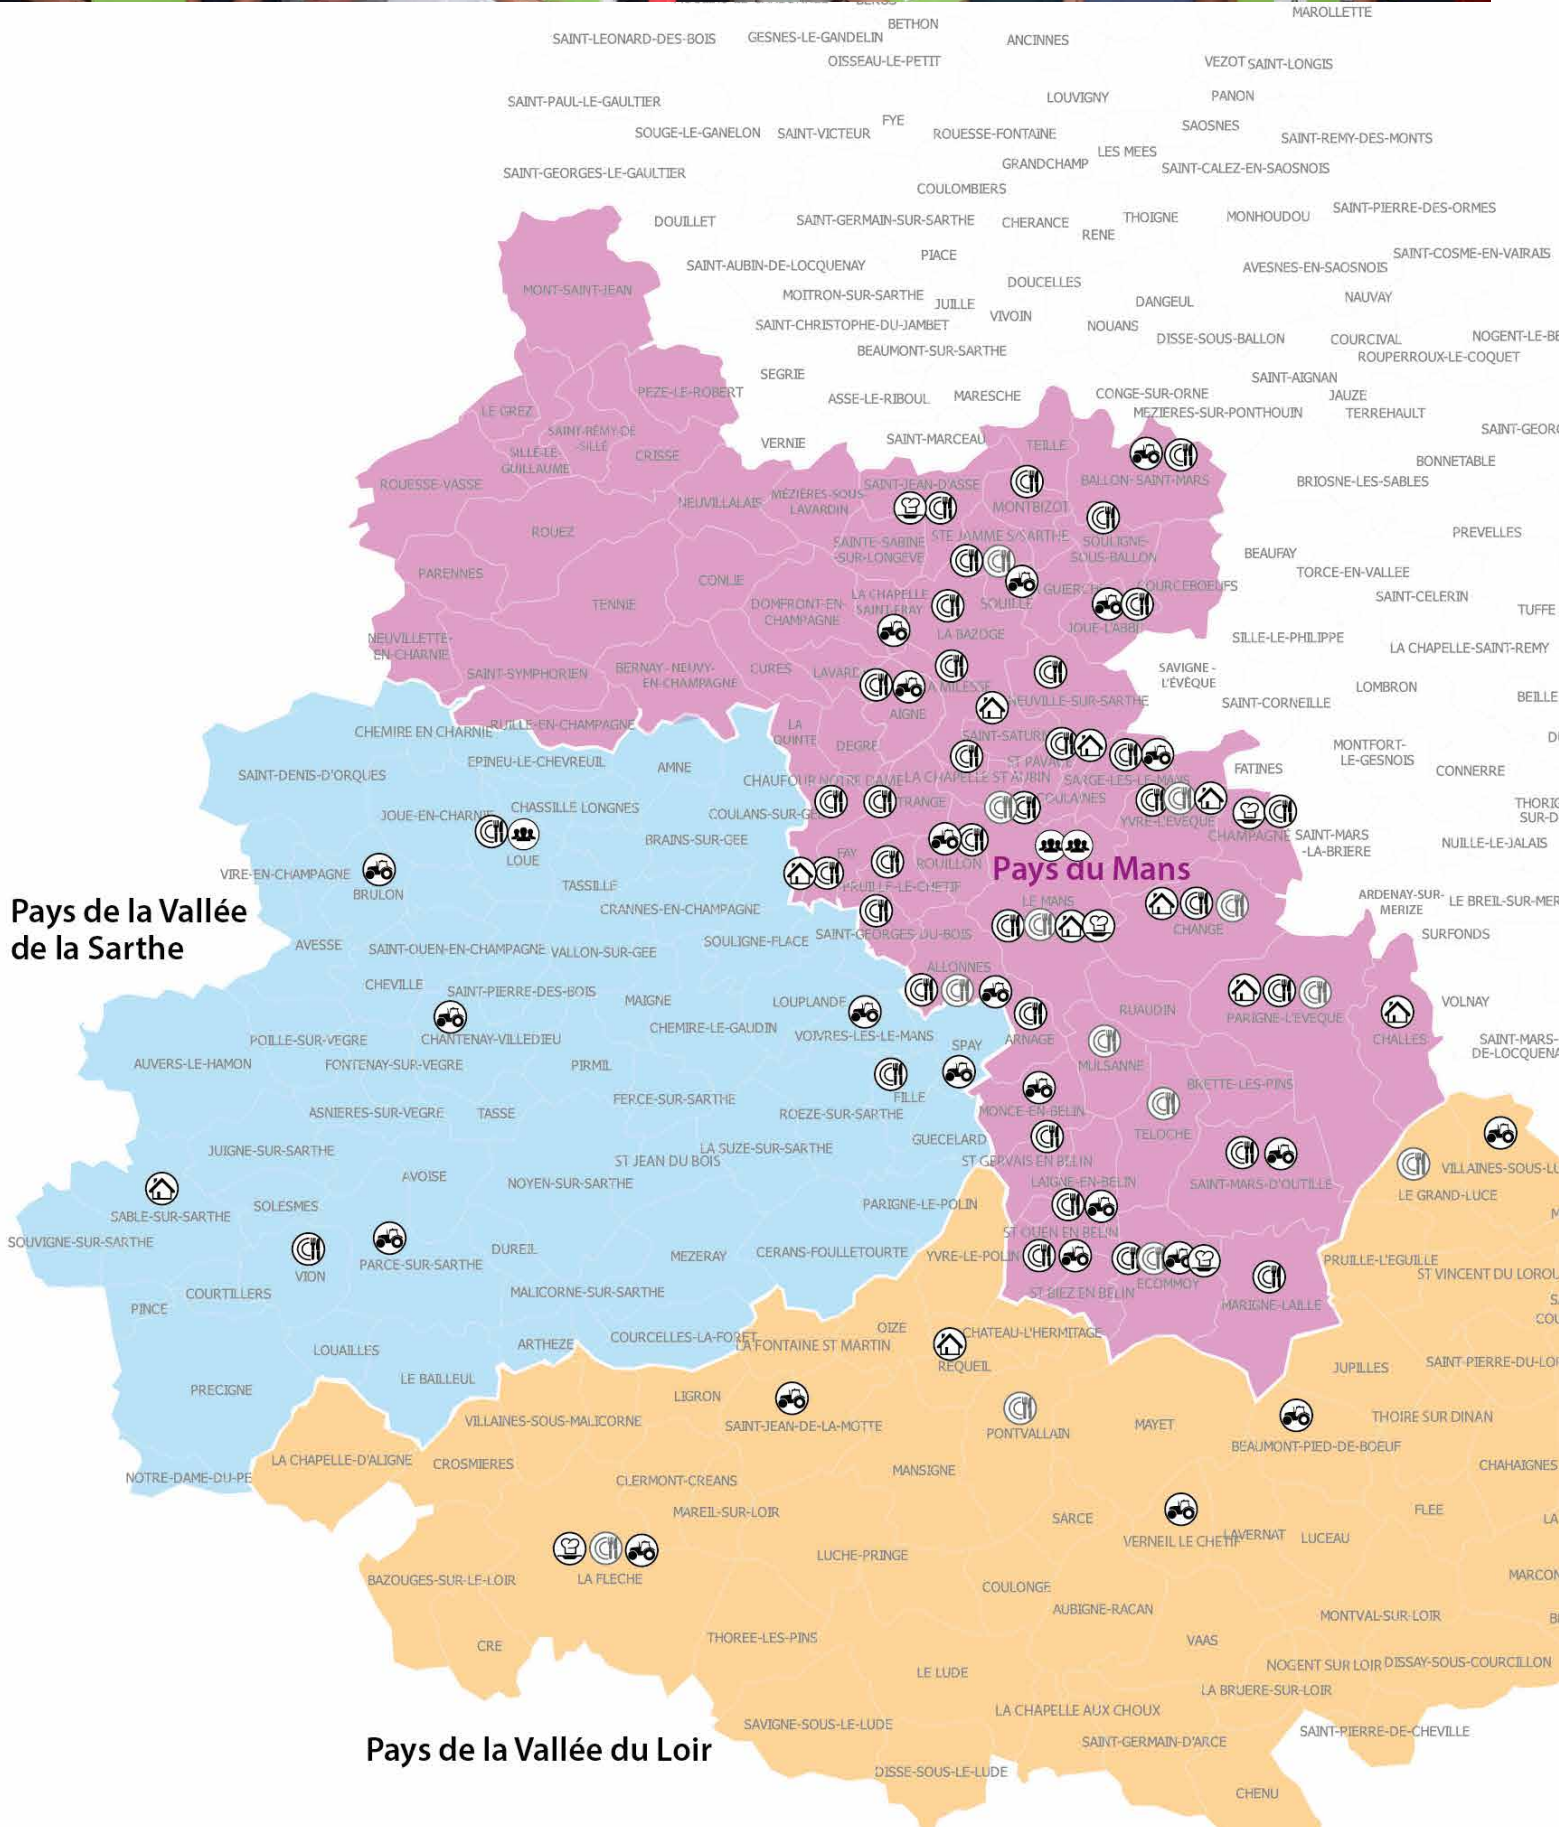 MAROLLETTE
BETHON
SAINT-LEONARD-DES-BOIS
GESNES-LE-GANDELIN
ANCINNES
OISSEAU-LE-PETIT
VEZOT
SAINT-LONGIS
SAINT-PAUL-LE-GAULTIER
LOUVIGNY
PANON
FYE
SOUGE-LE-GANELON
SAINT-VICTEUR
ROUESSE-FONTAINE
SAOSNES
SAINT-REMY-DES-MONTS
LES MEES
GRANDCHAMP
SAINT-CALEZ-EN-SAOSNOIS
SAINT-GEORGES-LE-GAULTIER
COULOMBIERS
DOUILLET
SAINT-GERMAIN-SUR-SARTHE
CHERANCE
THOIGNE
MONHOUDOU
SAINT-PIERRE-DES-ORMES
RENE
PIACE
SAINT-AUBIN-DE-LOCQUENAY
AVESNES-EN-SAOSNOIS
SAINT-COSME-EN-VAIRAIS
DOUCELLES
MONT-SAINT-JEAN
MOITRON-SUR-SARTHE
JUILLE
DANGEUL
NAUVAY
VIVOIN
SAINT-CHRISTOPHE-DU-JAMBET
NOUANS
DISSE-SOUS-BALLON
COURCIVAL
NOGENT-LE-BE
BEAUMONT-SUR-SARTHE
ROUPERROUX-LE-COQUET
SEGRIE
SAINT-AIGNAN
PEZE-LE-ROBERT
ASSE-LE-RIBOUL
MARESCHE
CONGE-SUR-ORNE
JAUZE
LE GREZ
MEZIERES-SUR-PONTHOUIN
TERREHAULT
SAINT-RÉMY-DE
-SILLÉ
VERNIE
SAINT-MARCEAU
TEILLE
SAINT-GEORG
SILLÉ-LE-
GUILLAUME
CRISSE
BONNETABLE
ROUESSE-VASSE
SAINT-JEAN-D'ASSE
BALLON-SAINT-MARS
BRIOSNE-LES-SABLES
NEUVILLALAIS
MÉZIÈRES-SOUS-
LAVARDIN
MONTBIZOT
ROUEZ
SAINTE-SABINE
-SUR-LONGEVE
STE JAMME S/SARTHE
SOULIGNE-
SOUS-BALLON
PREVELLES
BEAUFAY
PARENNES
CONLIE
TORCE-EN-VALLEE
GUIERCH
COURCEBOEUFS
LA CHAPELLE
SAINT-FRAY
SAINT-CELERIN
TENNIE
DOMFRONT-EN-
CHAMPAGNE
SOUILLE
TUFFE
JOUE-L'ABBE
LA BAZOGE
NEUVILLETTE-
EN-CHARNIE
SILLE-LE-PHILIPPE
LA CHAPELLE-SAINT-REMY
SAINT-SYMPHORIEN
BERNAY-NEUVY-
EN-CHAMPAGNE
CURES
LAVARD
SAVIGNE-
L'ÉVÊQUE
A MILESSE
LOMBRON
NEUVILLE-SUR-SARTHE
SAINT-CORNEILLE
BEILLE
AIGNE
CHEMIRE EN CHARNIE
RUILLE-EN-CHAMPAGNE
LA
QUINTE
DEGRE
SAINT-SATURN
MONTFORT-
LE-GESNOIS
EPINEU-LE-CHEVREUIL
AMNE
ST PAVACE
FATINES
CONNERRE
SAINT-DENIS-D'ORQUES
CHAUFOUR NOTRE DAME
LA CHAPELLE ST AUBIN
SARGE-LES-LE-MANS
JOUE-EN-CHARNIE
CHASSILLE
LONGNES
COULANS-SUR-GE
TRANGE
COULAINES
THORIG
SUR-D
YVRE-L'EVEQUE
CHAMPAGNE
SAINT-MARS
-LA-BRIERE
BRAINS-SUR-GEE
NUILLE-LE-JALAIS
LOUE
FAY
ROUILLON
Pays du Mans
VIRE-EN-CHAMPAGNE
TASSILLE
PRUILLE-LE-CHETIF
BRULON
ARDENAY-SUR-
MERIZE
LE BREIL-SUR-MER
Pays de la Vallée
de la Sarthe
CRANNES-EN-CHAMPAGNE
LE MANS
CHANGE
SURFONDS
AVESSE
SAINT-OUEN-EN-CHAMPAGNE
VALLON-SUR-GEE
SOULIGNE-FLACE
SAINT-GEORGES-DU-BOIS
ALLONNES
CHEVILLE
SAINT-PIERRE-DES-BOIS
MAIGNE
LOUPLANDE
RUAUDIN
PARIGNE-L'EVEQUE
VOLNAY
POILLE-SUR-VEGRE
CHANTENAY-VILLEDIEU
CHEMIRE-LE-GAUDIN
VOIVRES-LES-LE-MANS
SPAY
ARNAGE
CHALLES
SAINT-MARS-
DE-LOCQUENA
AUVERS-LE-HAMON
FONTENAY-SUR-VEGRE
PIRMIL
MULSANNE
BRETTE-LES-PINS
FERCE-SUR-SARTHE
FILLE
ASNIERES-SUR-VEGRE
TASSE
ROEZE-SUR-SARTHE
MONCE-EN-BELIN
TELOCHE
GUECELARD
JUIGNE-SUR-SARTHE
LA SUZE-SUR-SARTHE
ST JEAN DU BOIS
ST GERVAIS EN BELIN
VILLAINES-SOUS-LU
AVOISE
NOYEN-SUR-SARTHE
LAIGNE-EN-BELIN
SAINT-MARS-D'OUTILLE
LE GRAND-LUCE
SABLE-SUR-SARTHE
SOLESMES
PARIGNE-LE-POLIN
SOUVIGNE-SUR-SARTHE
ST OUEN EN BELIN
DUREIL
MEZERAY
CERANS-FOULLETOURTE
YVRE-LE-POLIN
PRUILLE-L'EGUILLE
VION
PARCE-SUR-SARTHE
ST VINCENT DU LOROU
COURTILLERS
MALICORNE-SUR-SARTHE
ST BIEZ EN BELIN
ECOMMOY
PINCE
MARIGNE-LAILLE
COU
OIZE
CHATEAU-L'HERMITAGE
ARTHEZE
COURCELLES-LA-FORET
LA FONTAINE ST MARTIN
LOUAILLES
REQUEIL
JUPILLES
SAINT-PIERRE-DU-LO
LE BAILLEUL
PRECIGNE
LIGRON
VILLAINES-SOUS-MALICORNE
SAINT-JEAN-DE-LA-MOTTE
PONTVALLAIN
MAYET
THOIRE SUR DINAN
BEAUMONT-PIED-DE-BOEUF
LA CHAPELLE-D'ALIGNE
CROSMIERES
NOTRE-DAME-DU-PE
CLERMONT-CREANS
MANSIGNE
CHAHAIGNES
MAREIL-SUR-LOIR
SARCE
FLEE
LA
VERNEIL LE CHETIF
LAVERNAT
LUCEAU
LUCHE-PRINGE
BAZOUGES-SUR-LE-LOIR
LA FLECHE
COULONGE
MARCON
AUBIGNE-RACAN
MONTVAL-SUR-LOIR
CRE
THOREE-LES-PINS
VAAS
LE LUDE
NOGENT SUR LOIR
DISSAY-SOUS-COURCILLON
LA BRUERE-SUR-LOIR
LA CHAPELLE AUX CHOUX
SAVIGNE-SOUS-LE-LUDE
SAINT-PIERRE-DE-CHEVILLE
Pays de la Vallée du Loir
SAINT-GERMAIN-D'ARCE
DISSE-SOUS-LE-LUDE
CHENU